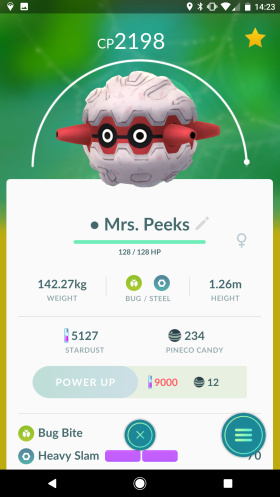 14:23
CP2198
• Mrs. Peeks
128 / 128 HP
142.27kg
WEIGHT
BUG / STEEL
1.26m
HEIGHT
5127
STARDUST
234
PINECO CANDY
POWER UP 9000 12
Bug Bite
Heavy Slam 70